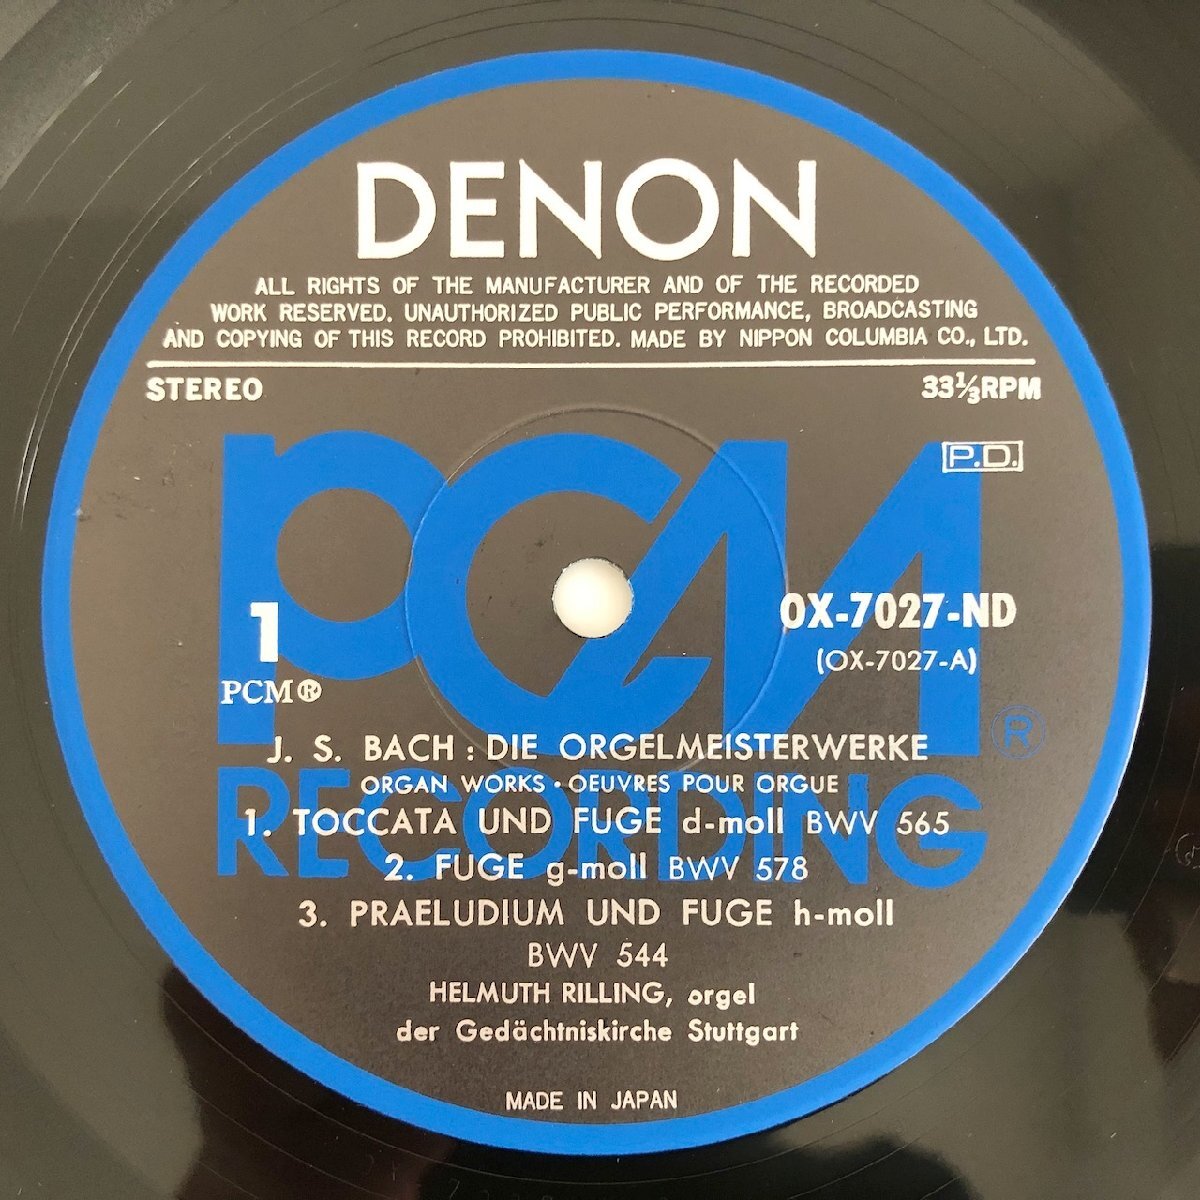 DENON
ALL RIGHTS OF THE MANUFACTURER AND OF THE RECORDED
WORK RESERVED. UNAUTHORIZED PUBLIC PERFORMANCE, BROADCASTING
AND COPYING OF THIS RECORD PROHIBITED. MADE BY NIPPON COLUMBIA CO., LTD.
STEREO
33⅓RPM
P.D.
PCM
RECORDING
®
1
PCM®
OX-7027-ND
(OX-7027-A)
J. S. BACH : DIE ORGELMEISTERWERKE
ORGAN WORKS • OEUVRES POUR ORGUE
1. TOCCATA UND FUGE d-moll BWV 565
2. FUGE g-moll BWV 578
3. PRAELUDIUM UND FUGE h-moll
BWV 544
HELMUTH RILLING, orgel
der Gedächtniskirche Stuttgart
MADE IN JAPAN